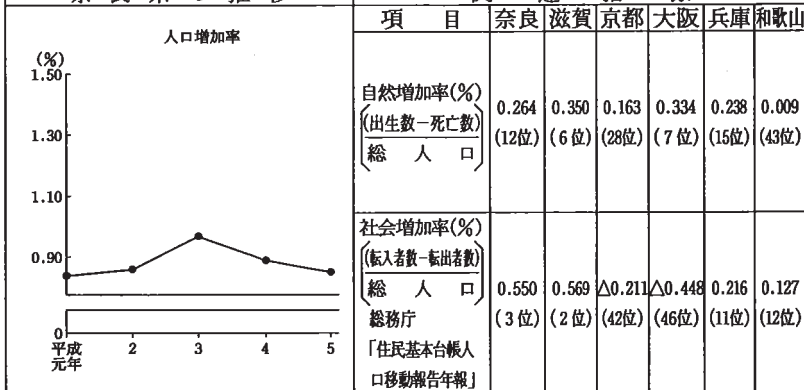 人口増加率
(%)
1.50
1.30
1.10
0.90
0
平成元年 2 3 4 5
項 目 奈良 滋賀 京都 大阪 兵庫 和歌山
自然増加率(%) 0.264 0.350 0.163 0.334 0.238 0.009
(出生数－死亡数) (12位) (6位) (28位) (7位) (15位) (43位)
総 人 口
社会増加率(%)
(転入者数－転出者数)
総 人 口 0.550 0.569 △0.211 △0.448 0.216 0.127
総務庁 (3位) (2位) (42位) (46位) (11位) (12位)
「住民基本台帳人
口移動報告年報」